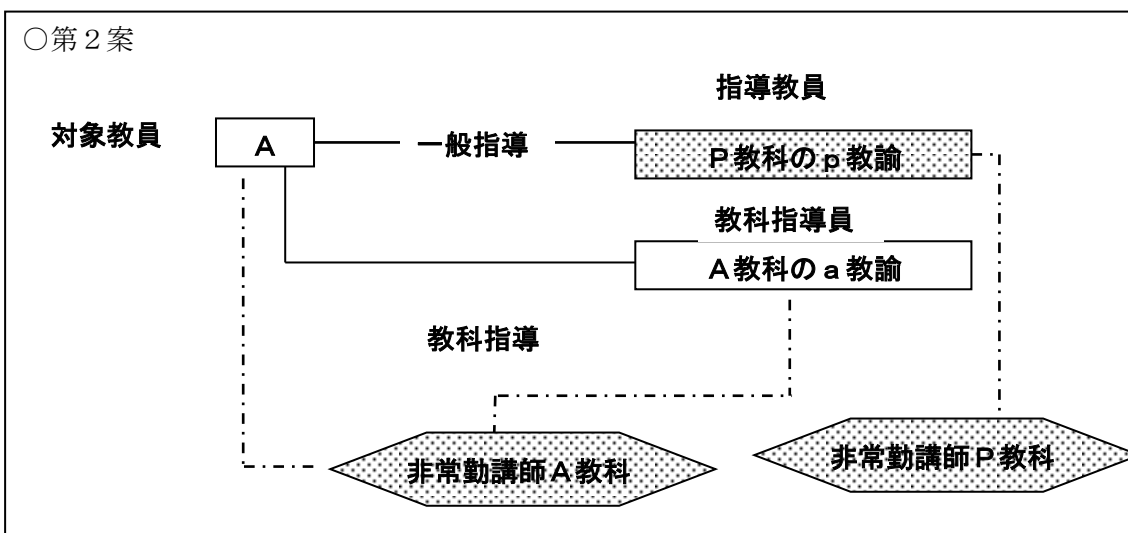 ○第２案
指導教員
対象教員
Ａ
一般指導
Ｐ教科のｐ教諭
教科指導員
Ａ教科のａ教諭
教科指導
非常勤講師Ａ教科
非常勤講師Ｐ教科